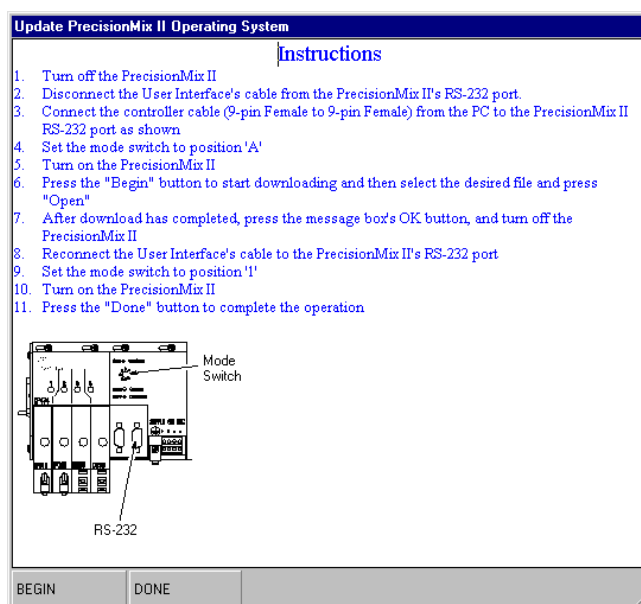 Update PrecisionMix II Operating System
Instructions
1. Turn off the PrecisionMix II
2. Disconnect the User Interface's cable from the PrecisionMix II's RS-232 port.
3. Connect the controller cable (9-pin Female to 9-pin Female) from the PC to the PrecisionMix II
RS-232 port as shown
4. Set the mode switch to position 'A'
5. Turn on the PrecisionMix II
6. Press the "Begin" button to start downloading and then select the desired file and press
"Open"
7. After download has completed, press the message box's OK button, and turn off the
PrecisionMix II
8. Reconnect the User Interface's cable to the PrecisionMix II's RS-232 port
9. Set the mode switch to position '1'
10. Turn on the PrecisionMix II
11. Press the "Done" button to complete the operation
Mode
Switch
RS-232
BEGIN
DONE